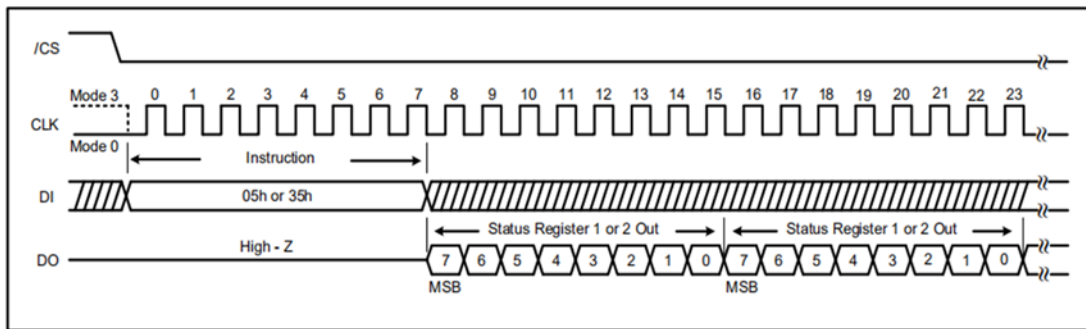 /CS
Mode 3 0 1 2 3 4 5 6 7 8 9 10 11 12 13 14 15 16 17 18 19 20 21 22 23
CLK
Mode 0
Instruction
DI 05h or 35h
Status Register 1 or 2 Out Status Register 1 or 2 Out
High - Z
DO 7 6 5 4 3 2 1 0 7 6 5 4 3 2 1 0
MSB MSB